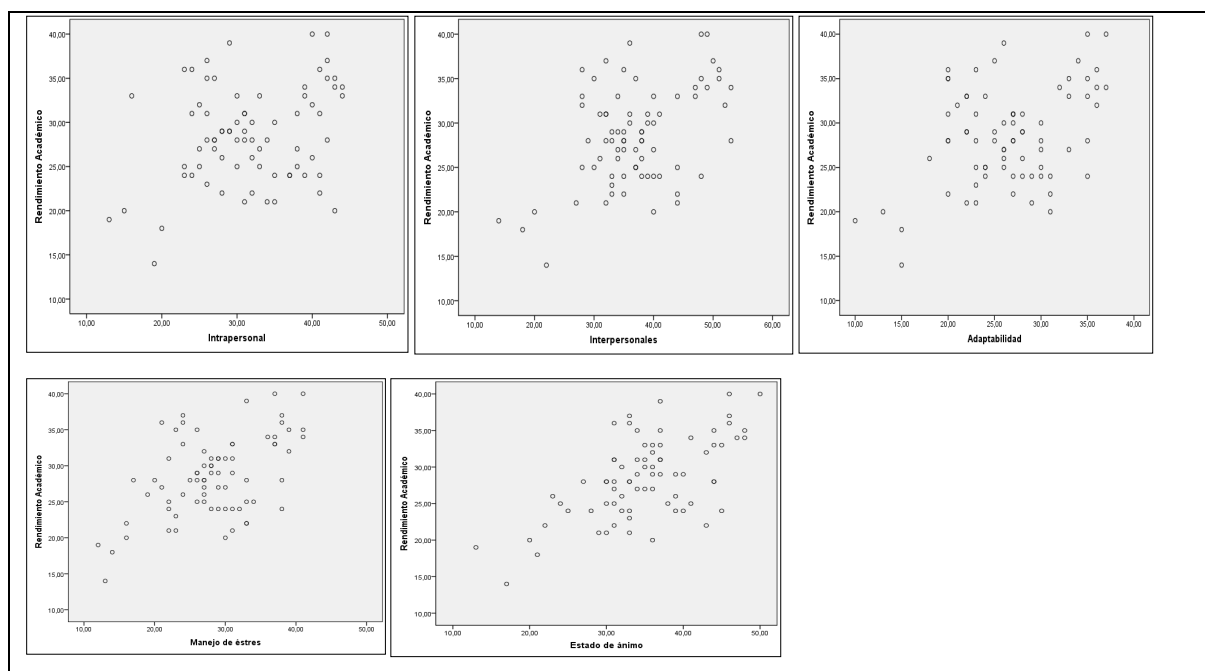 Rendimiento Académico
40,00
35,00
30,00
25,00
20,00
15,00
10,00
10,00 20,00 30,00 40,00 50,00
Intrapersonal
Rendimiento Académico
40,00
35,00
30,00
25,00
20,00
15,00
10,00
10,00 20,00 30,00 40,00 50,00 60,00
Interpersonales
Rendimiento Académico
40,00
35,00
30,00
25,00
20,00
15,00
10,00
10,00 15,00 20,00 25,00 30,00 35,00 40,00
Adaptabilidad
Rendimiento Académico
40,00
35,00
30,00
25,00
20,00
15,00
10,00
10,00 20,00 30,00 40,00 50,00
Manejo de éstres
Rendimiento Académico
40,00
35,00
30,00
25,00
20,00
15,00
10,00
10,00 20,00 30,00 40,00 50,00
Estado de ánimo